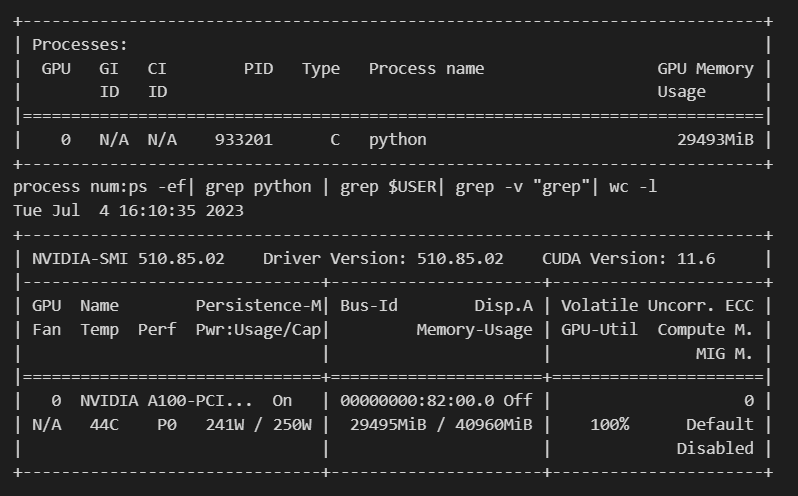 +-----------------------------------------------------------------------------+
| Processes:                                                                  |
|  GPU   GI   CI        PID   Type   Process name                  GPU Memory |
|        ID   ID                                                   Usage      |
|=============================================================================|
|    0   N/A  N/A    933201      C   python                          29493MiB |
+-----------------------------------------------------------------------------+
process num:ps -ef| grep python | grep $USER| grep -v "grep"| wc -l
Tue Jul  4 16:10:35 2023
+-----------------------------------------------------------------------------+
| NVIDIA-SMI 510.85.02    Driver Version: 510.85.02    CUDA Version: 11.6     |
|-------------------------------+----------------------+----------------------+
| GPU  Name        Persistence-M| Bus-Id        Disp.A | Volatile Uncorr. ECC |
| Fan  Temp  Perf  Pwr:Usage/Cap|         Memory-Usage | GPU-Util  Compute M. |
|                               |                      |               MIG M. |
|===============================+======================+======================|
|   0  NVIDIA A100-PCI...  On   | 00000000:82:00.0 Off |                    0 |
| N/A   44C    P0   241W / 250W |  29495MiB / 40960MiB |    100%      Default |
|                               |                      |             Disabled |
+-------------------------------+----------------------+----------------------+